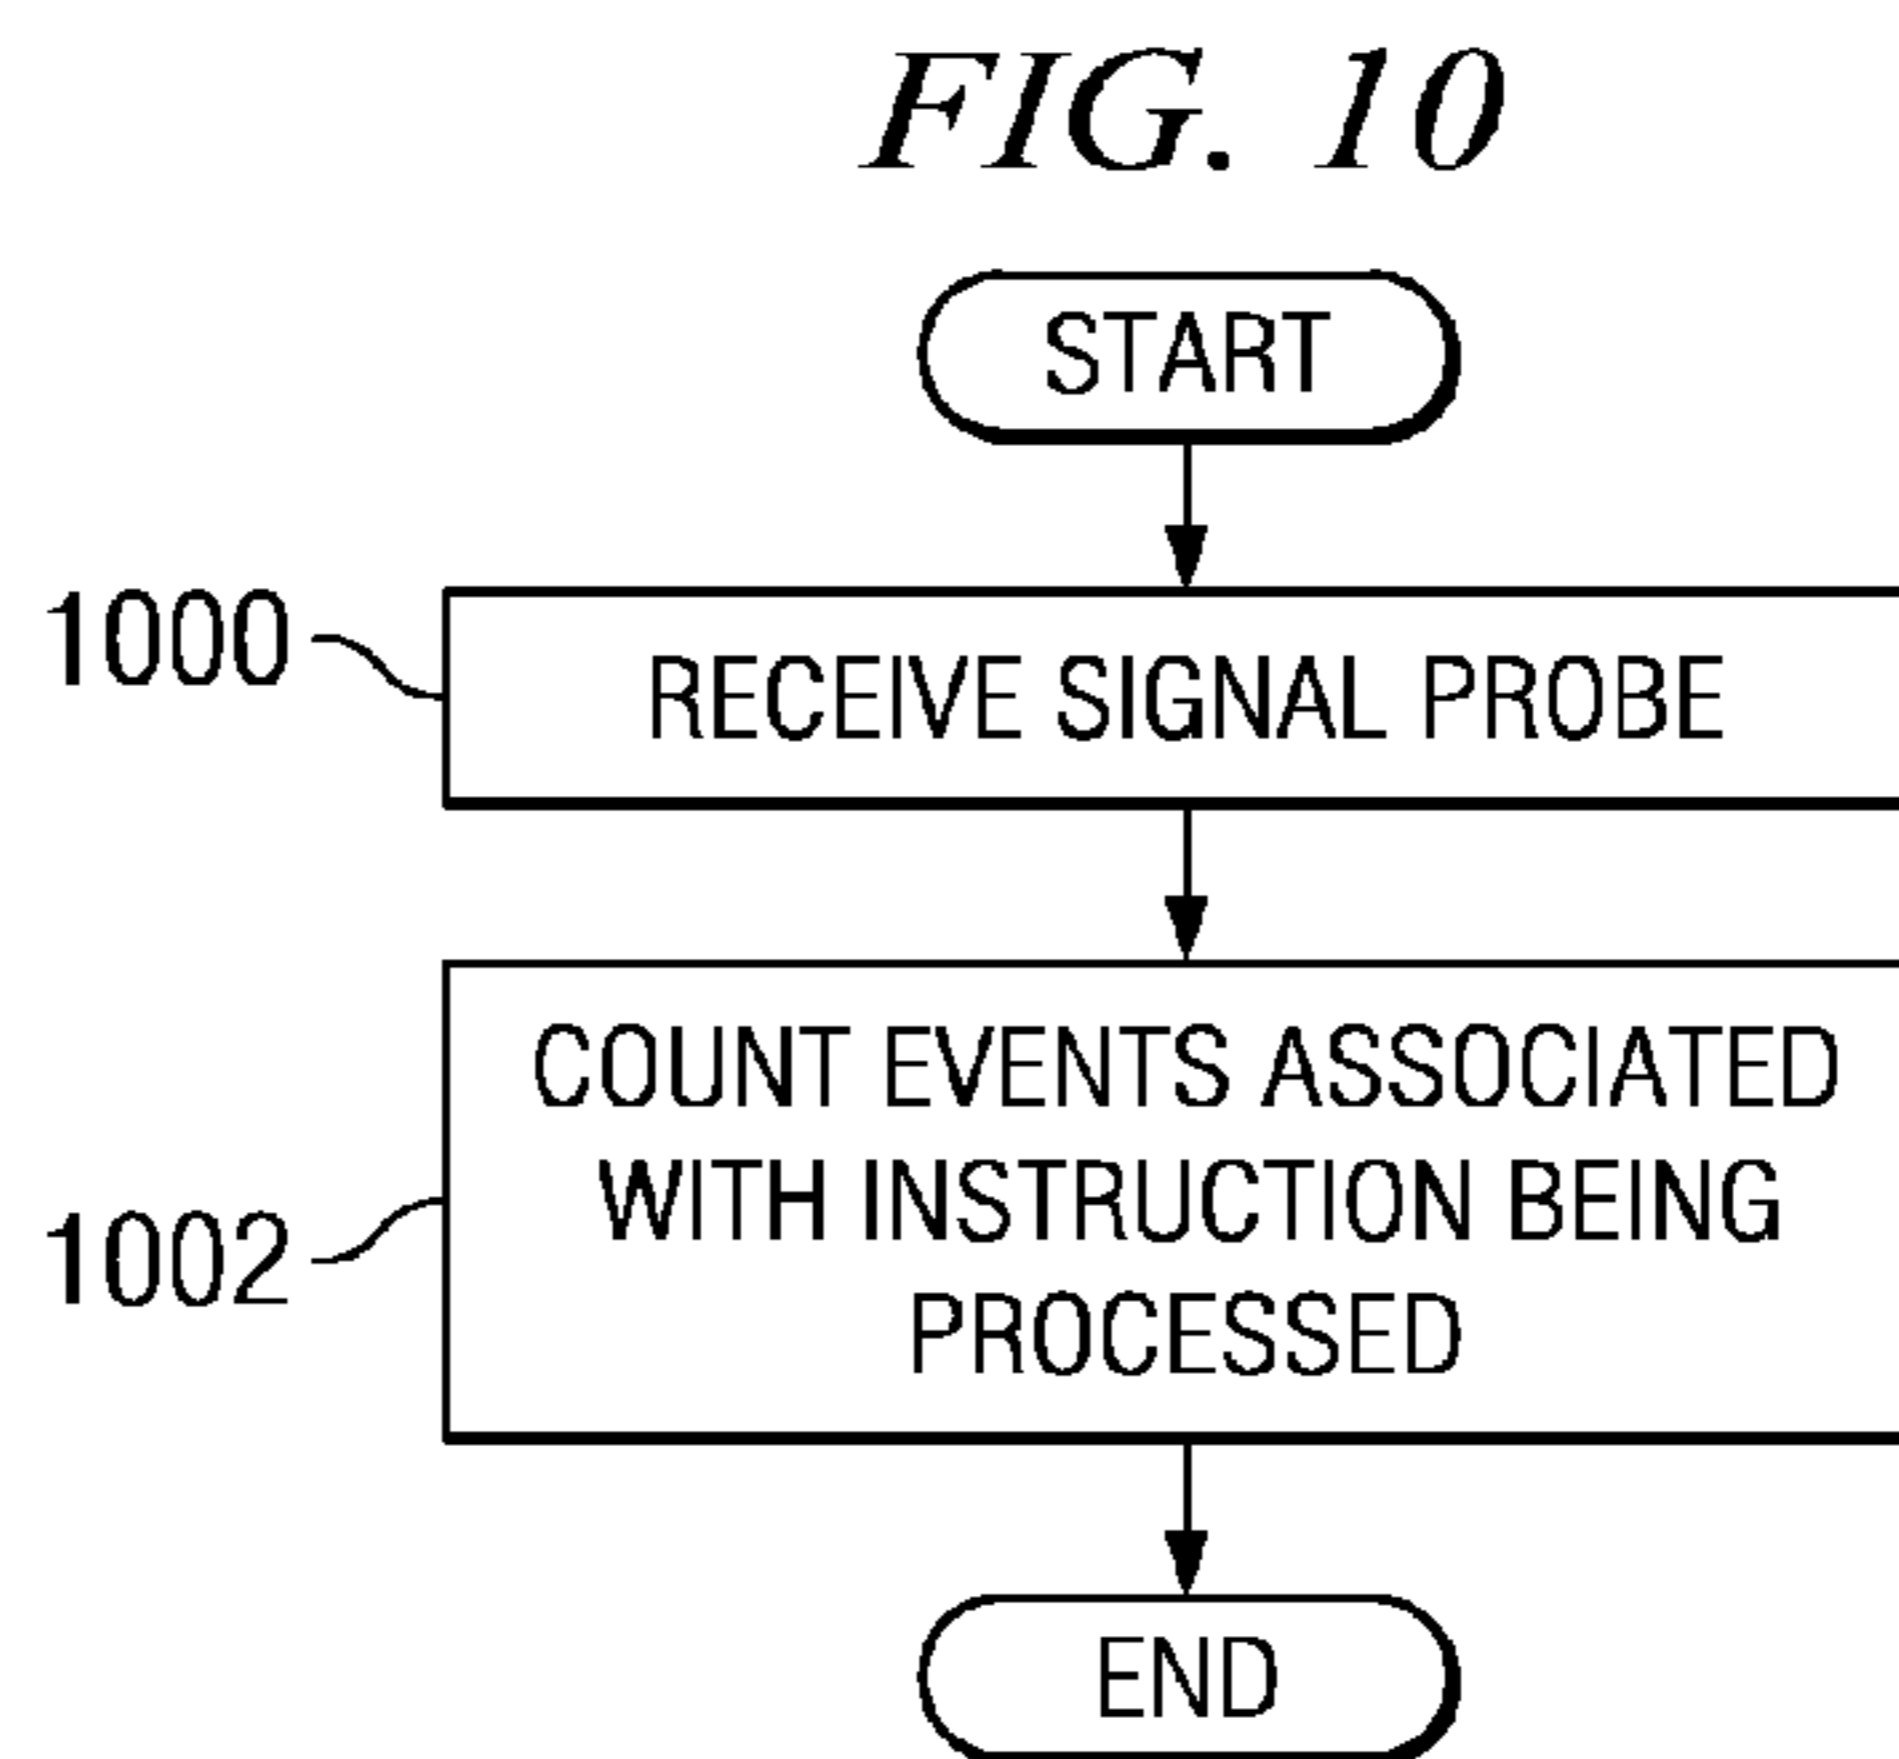 FIG. 10
START
1000
RECEIVE SIGNAL PROBE
1002
COUNT EVENTS ASSOCIATED
WITH INSTRUCTION BEING
PROCESSED
END